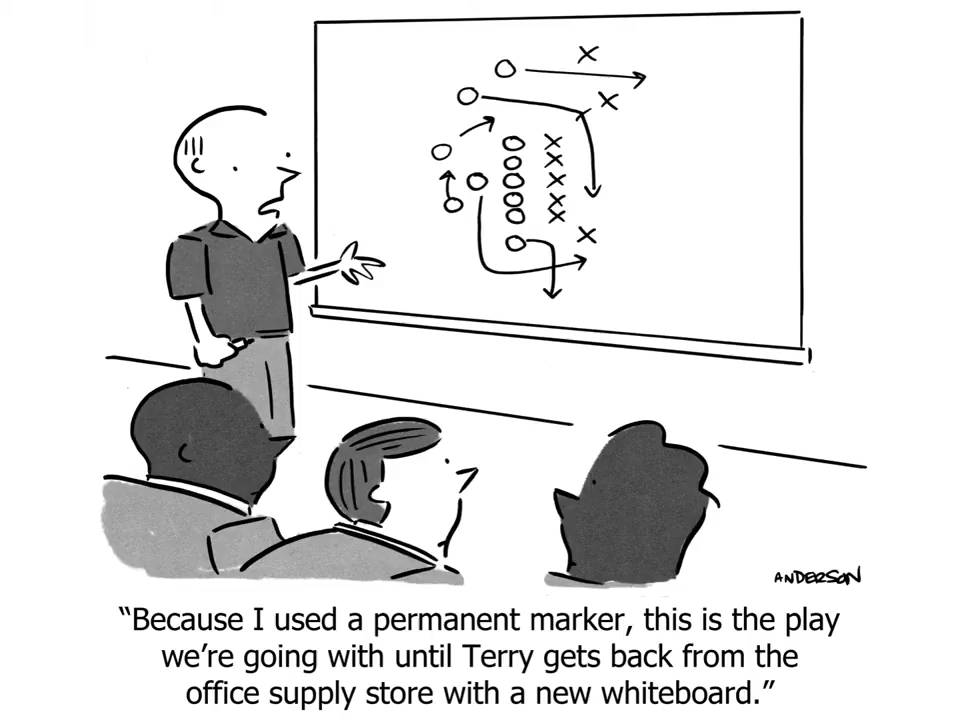 ANDERSON
“Because I used a permanent marker, this is the play
we’re going with until Terry gets back from the
office supply store with a new whiteboard.”